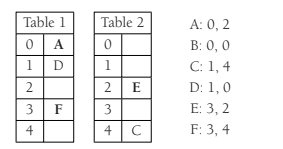 Table 1
0 A
1 D
2
3 F
4
Table 2
0
1
2 E
3
4 C
A: 0, 2
B: 0, 0
C: 1, 4
D: 1, 0
E: 3, 2
F: 3, 4